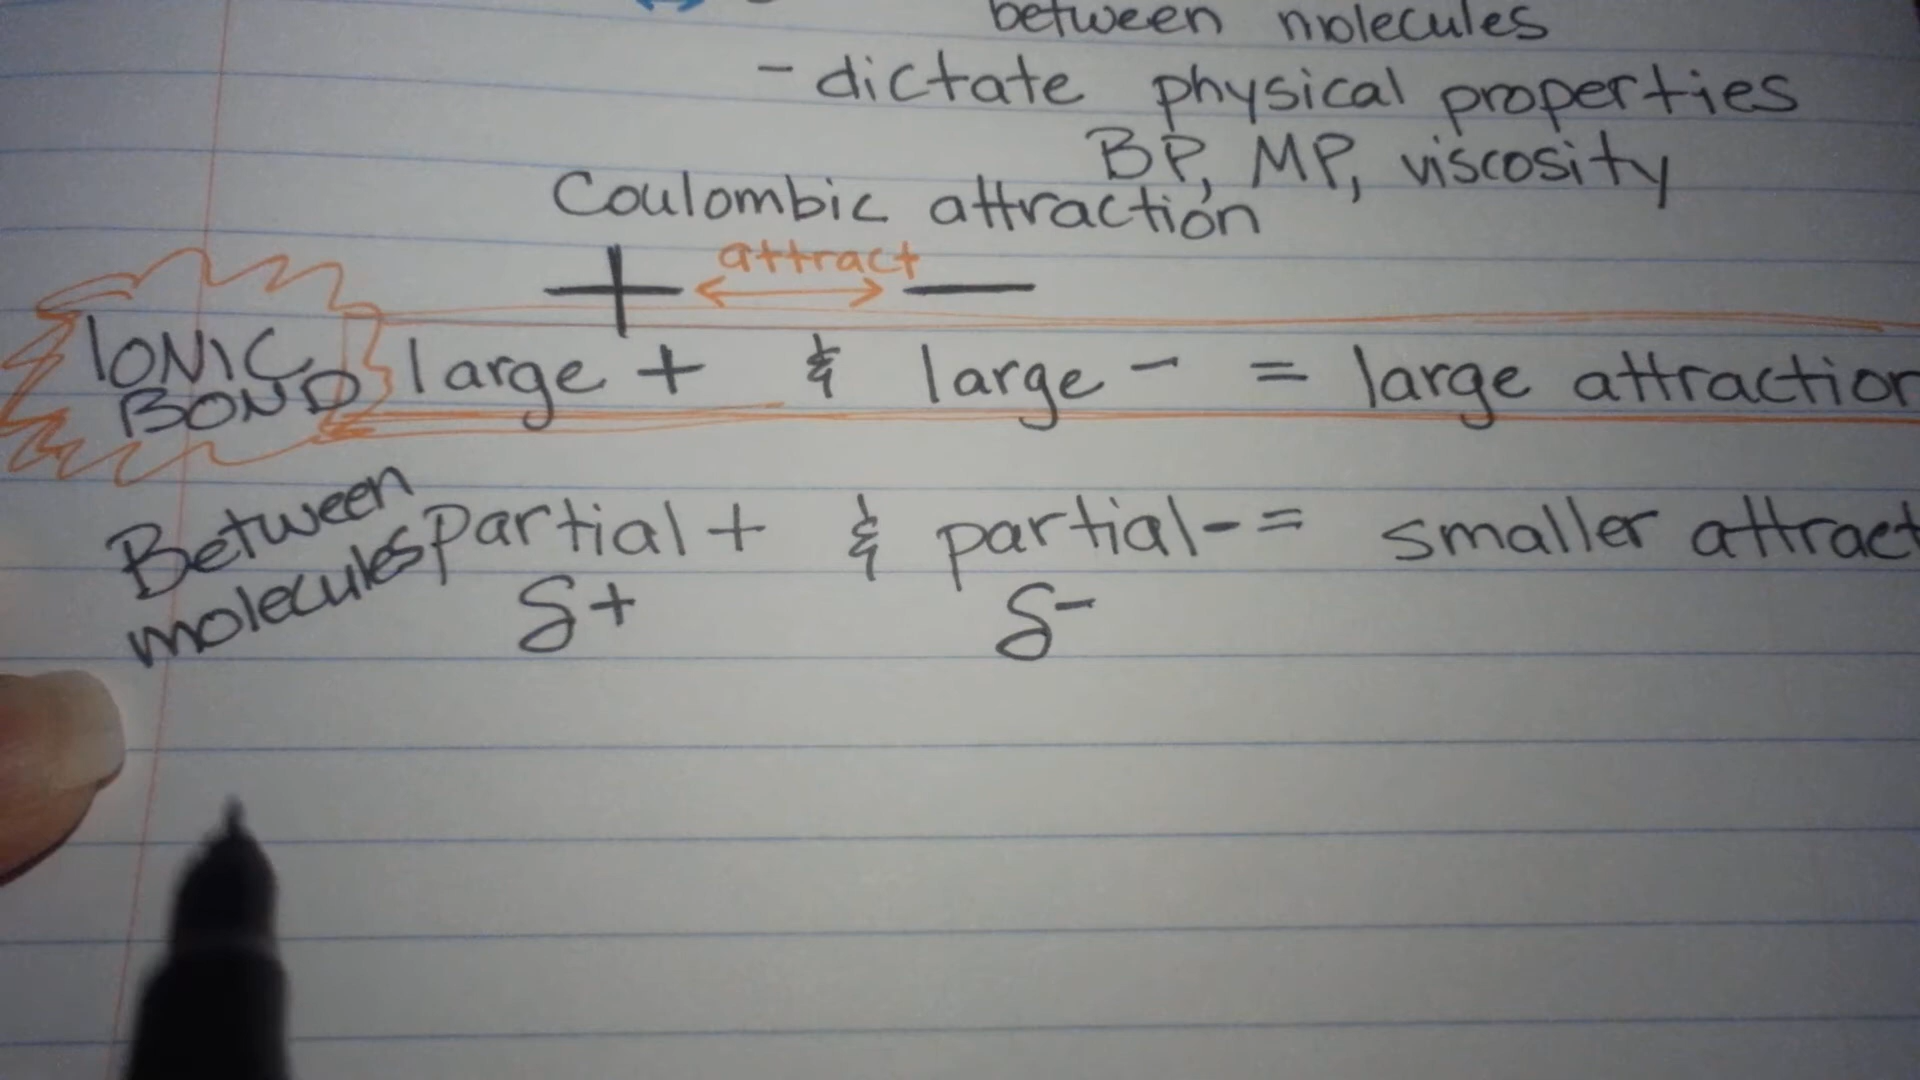 between molecules
- dictate physical properties
BP, MP, viscosity
Coulombic attraction
+ attract -
IONIC BOND large + & large - = large attraction
Between molecules partial + & partial - = smaller attract
δ+ δ-